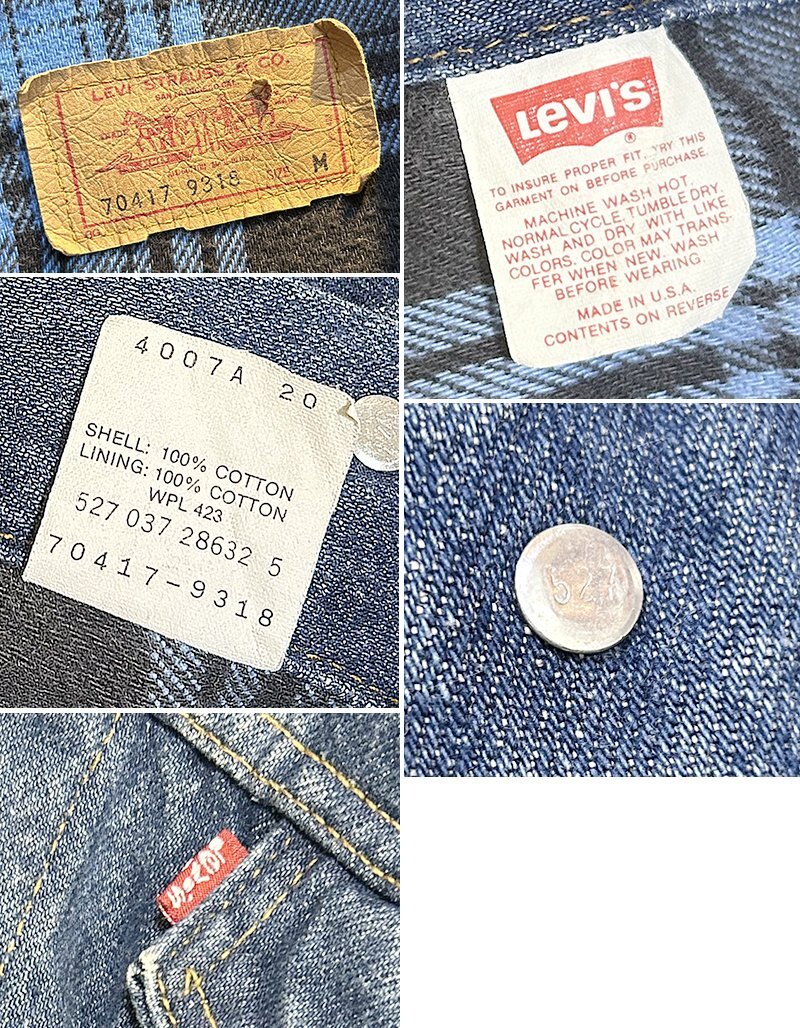 LEVI STRAUSS & CO.
70417 9318 SIZE M
LEVI'S
®
TO INSURE PROPER FIT, TRY THIS
GARMENT ON BEFORE PURCHASE.
MACHINE WASH HOT,
NORMAL CYCLE, TUMBLE DRY.
WASH AND DRY WITH LIKE
COLORS. COLOR MAY TRANS-
FER WHEN NEW. WASH
BEFORE WEARING.
MADE IN U.S.A.
CONTENTS ON REVERSE
4007A 20
SHELL: 100% COTTON
LINING: 100% COTTON
WPL 423
527 037 28632 5
70417-9318
LEVI'S